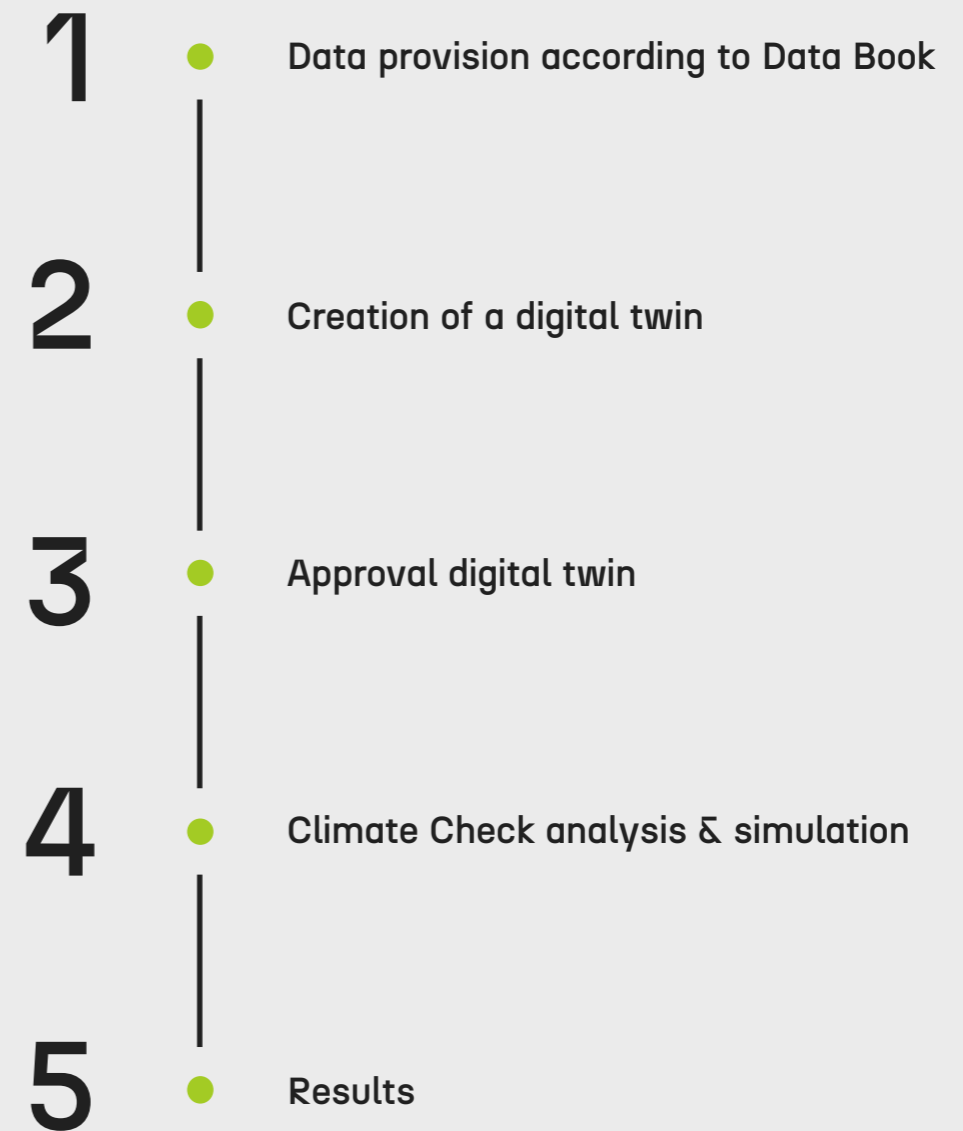 1 Data provision according to Data Book
2 Creation of a digital twin
3 Approval digital twin
4 Climate Check analysis & simulation
5 Results